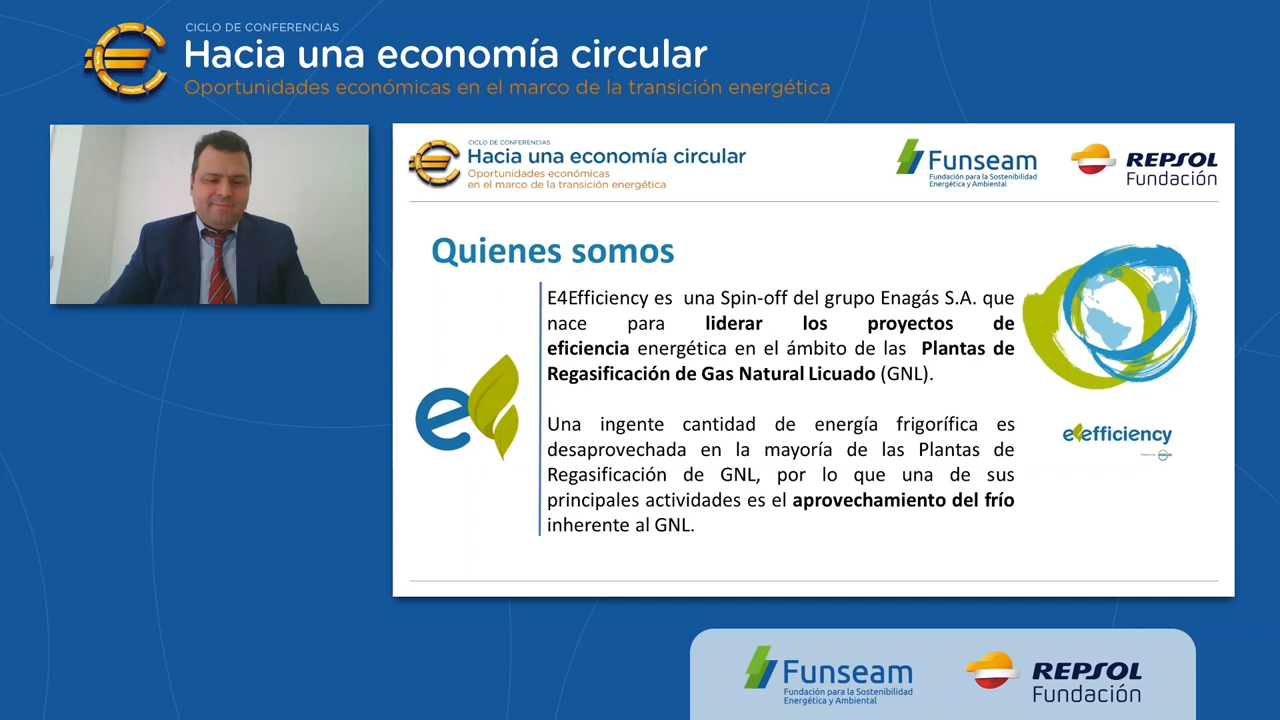 CICLO DE CONFERENCIAS
Hacia una economía circular
Oportunidades económicas en el marco de la transición energética
CICLO DE CONFERENCIAS
Hacia una economía circular
Oportunidades económicas
en el marco de la transición energética
Funseam
Fundación para la Sostenibilidad
Energética y Ambiental
REPSOL
Fundación
Quienes somos
E4Efficiency es una Spin-off del grupo Enagás S.A. que
nace para liderar los proyectos de
eficiencia energética en el ámbito de las Plantas de
Regasificación de Gas Natural Licuado (GNL).
Una ingente cantidad de energía frigorífica es
desaprovechada en la mayoría de las Plantas de
Regasificación de GNL, por lo que una de sus
principales actividades es el aprovechamiento del frío
inherente al GNL.
e4
e4efficiency
Funseam
Fundación para la Sostenibilidad
Energética y Ambiental
REPSOL
Fundación